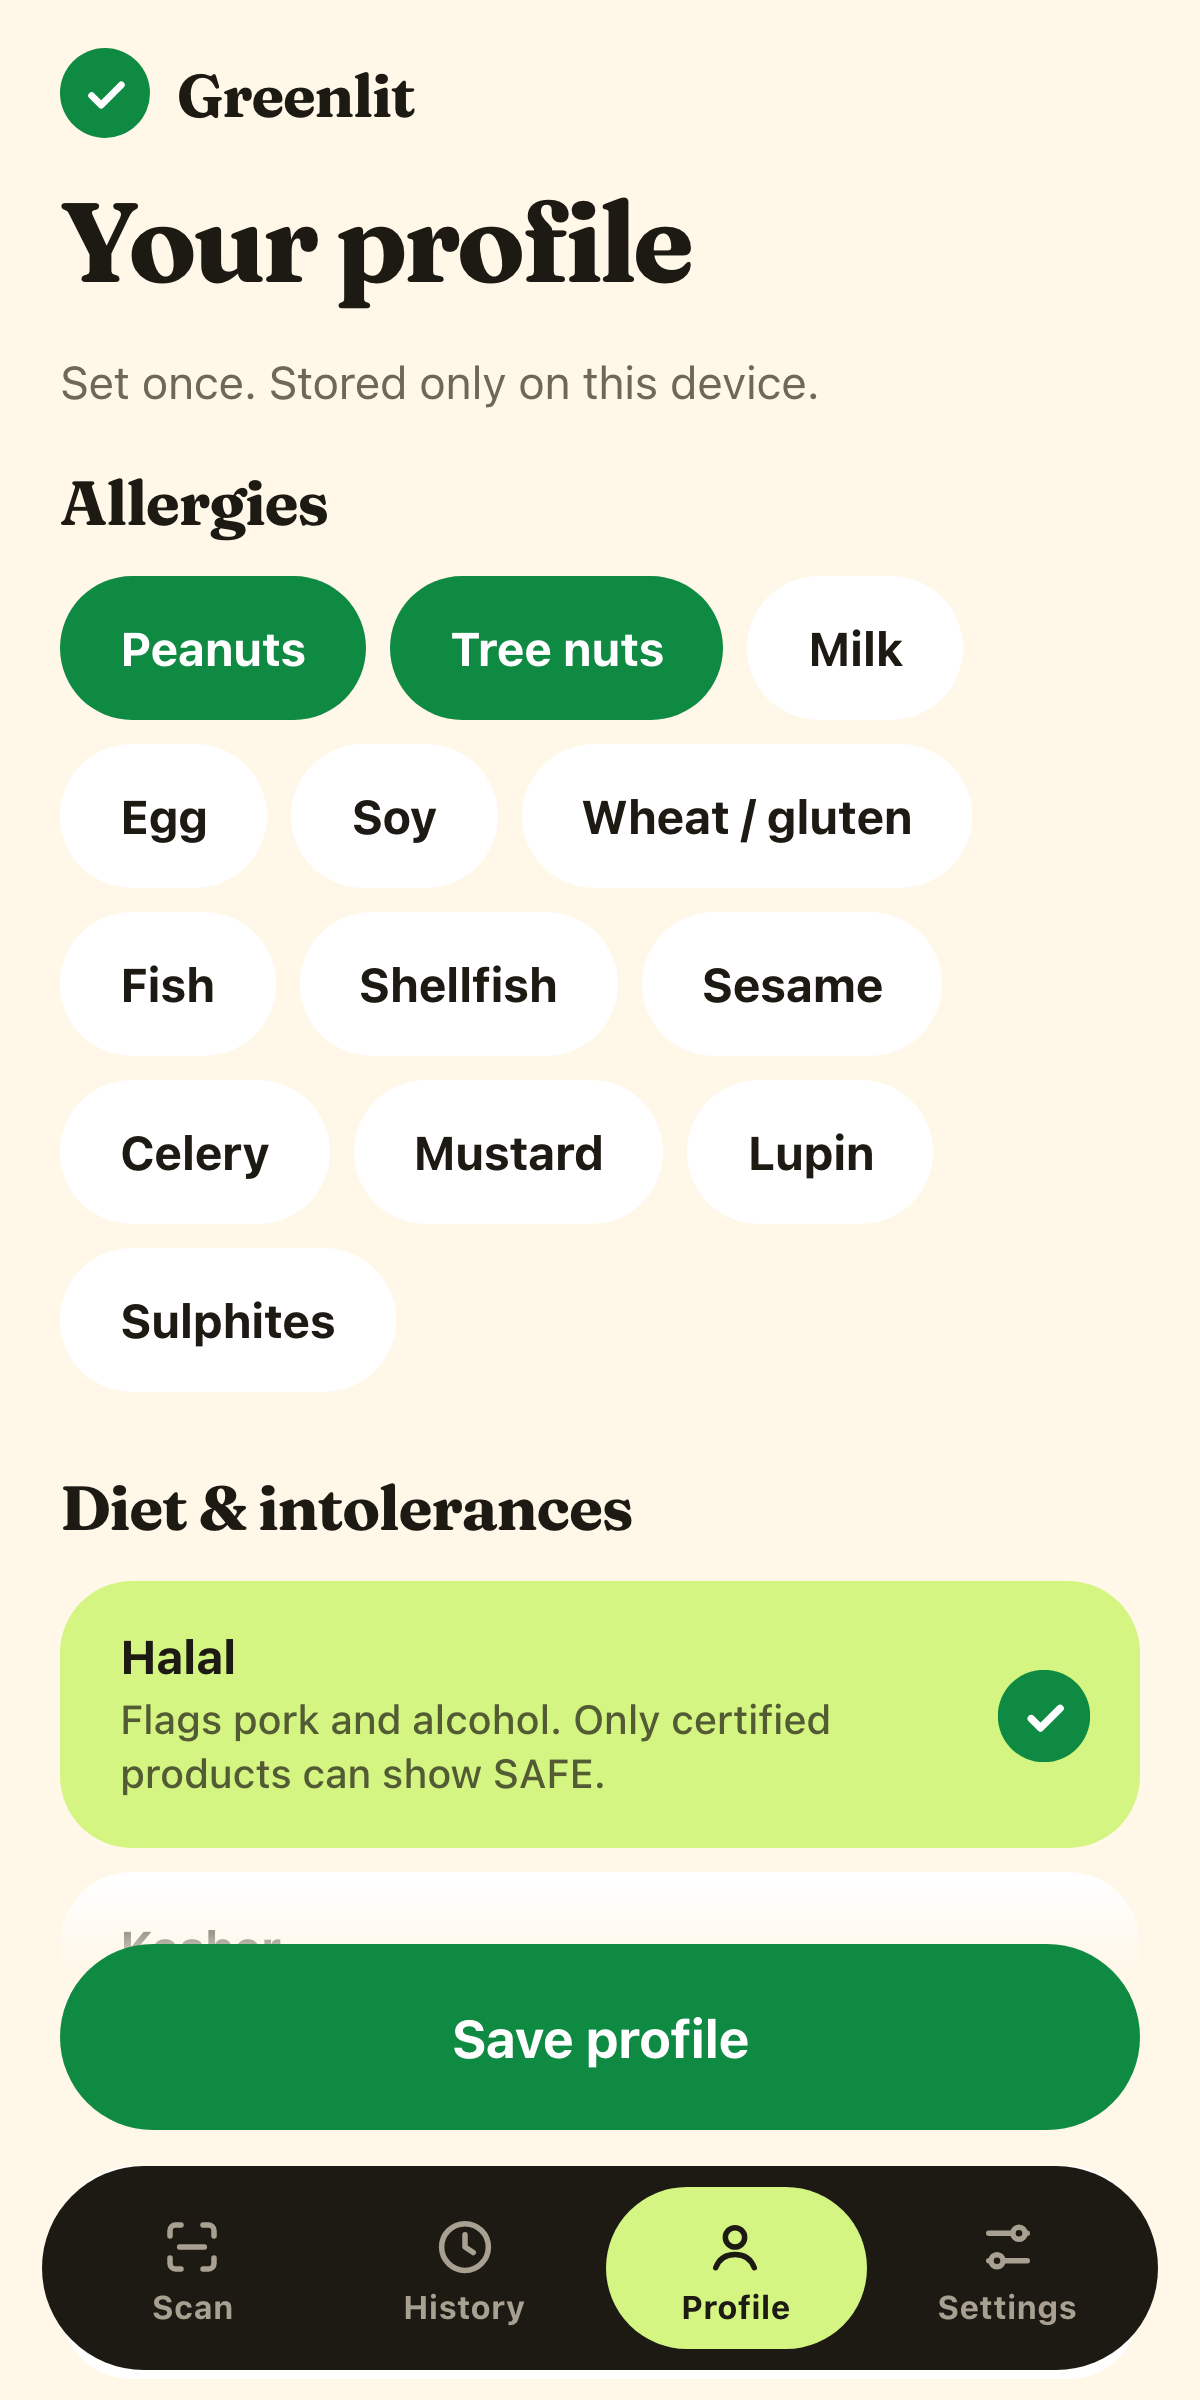 Greenlit
Your profile
Set once. Stored only on this device.
Allergies
Peanuts
Tree nuts
Milk
Egg
Soy
Wheat / gluten
Fish
Shellfish
Sesame
Celery
Mustard
Lupin
Sulphites
Diet & intolerances
Halal
Flags pork and alcohol. Only certified
products can show SAFE.
Kosher
Save profile
Scan
History
Profile
Settings